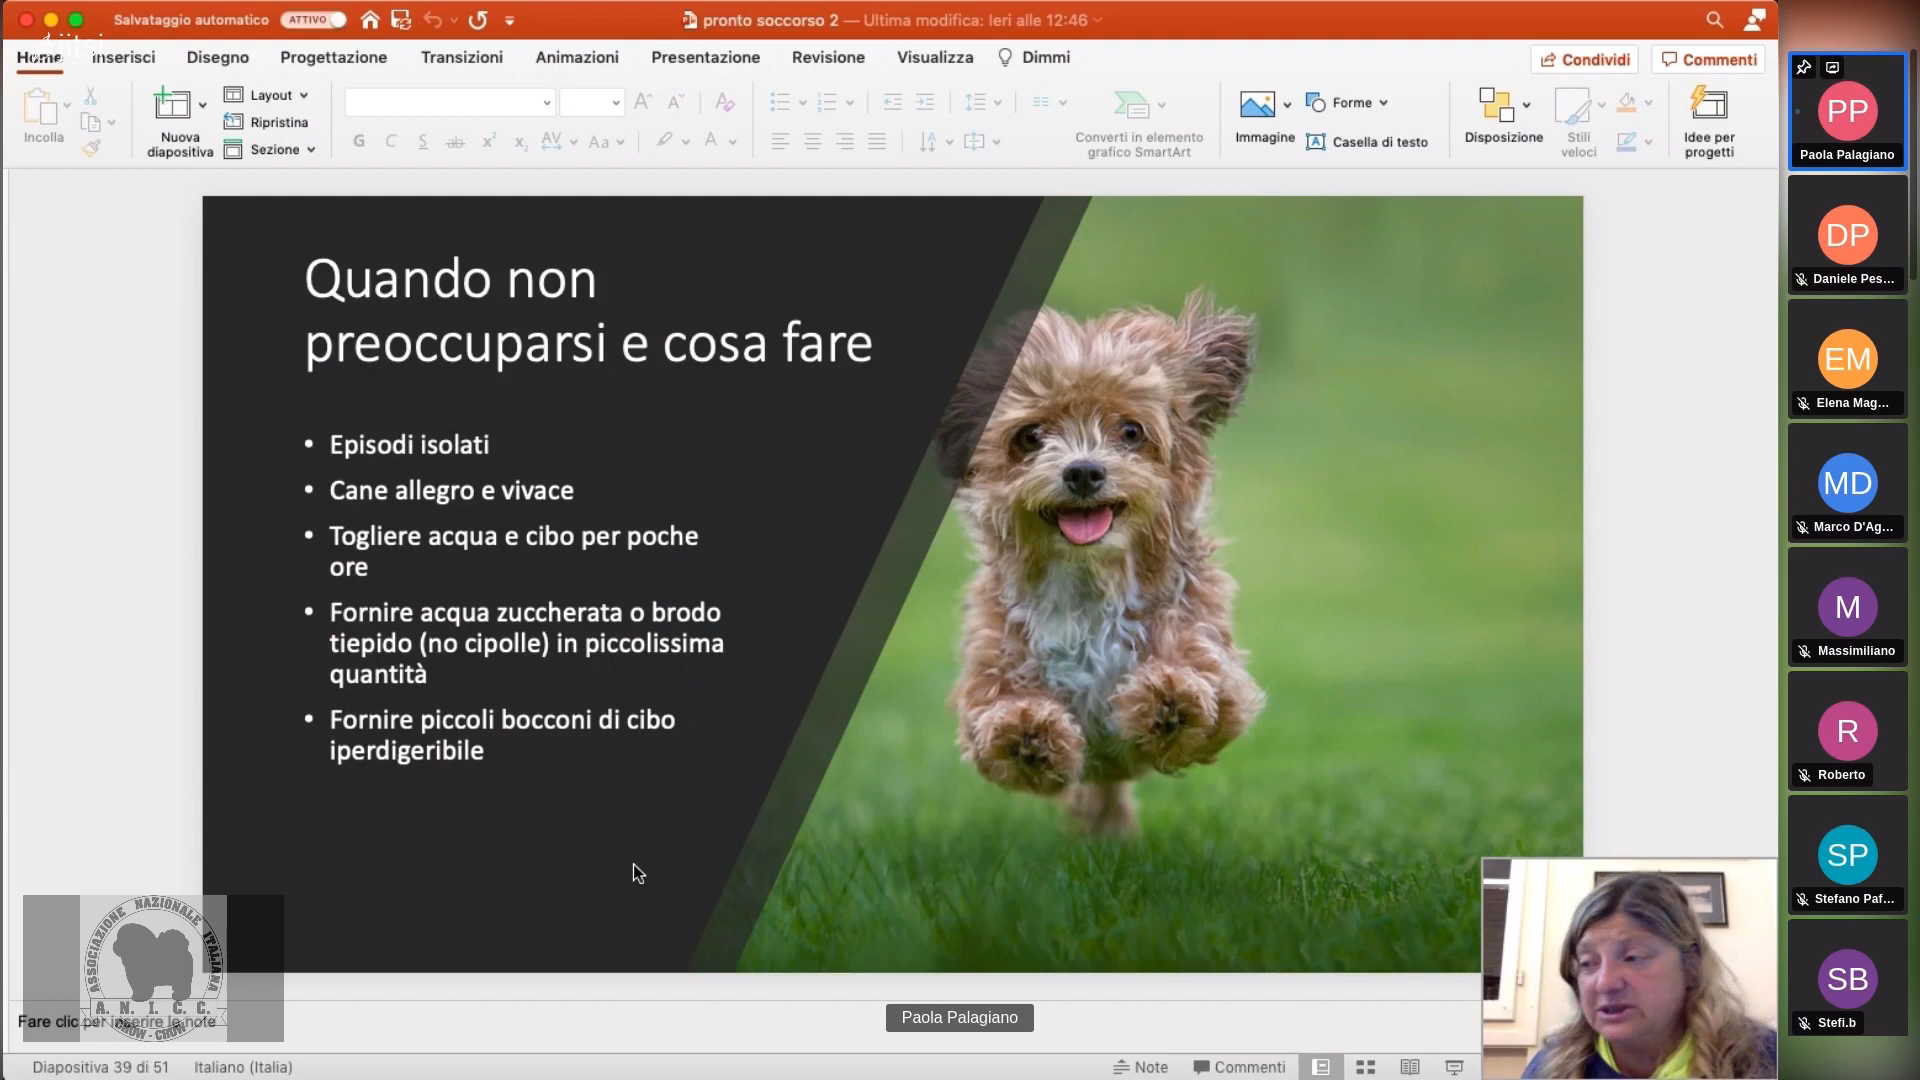 Salvataggio automatico ATTIVO
pronto soccorso 2 — Ultima modifica: Ieri alle 12:46
Home Inserisci Disegno Progettazione Transizioni Animazioni Presentazione Revisione Visualizza Dimmi
Condividi Commenti
Incolla
Nuova
diapositiva
Layout
Ripristina
Sezione
Converti in elemento
grafico SmartArt
Immagine
Forme
Casella di testo
Disposizione
Stili
veloci
Idee per
progetti
Quando non
preoccuparsi e cosa fare
• Episodi isolati
• Cane allegro e vivace
• Togliere acqua e cibo per poche
ore
• Fornire acqua zuccherata o brodo
tiepido (no cipolle) in piccolissima
quantità
• Fornire piccoli bocconi di cibo
iperdigeribile
ASSOCIAZIONE NAZIONALE ITALIANA
A. N. I. C. C.
CHOW - CHOW
Fare clic per inserire le note
Paola Palagiano
Diapositiva 39 di 51 Italiano (Italia)
Note Commenti
PP
Paola Palagiano
DP
Daniele Pes...
EM
Elena Mag...
MD
Marco D'Ag...
M
Massimiliano
R
Roberto
SP
Stefano Paf...
SB
Stefi.b